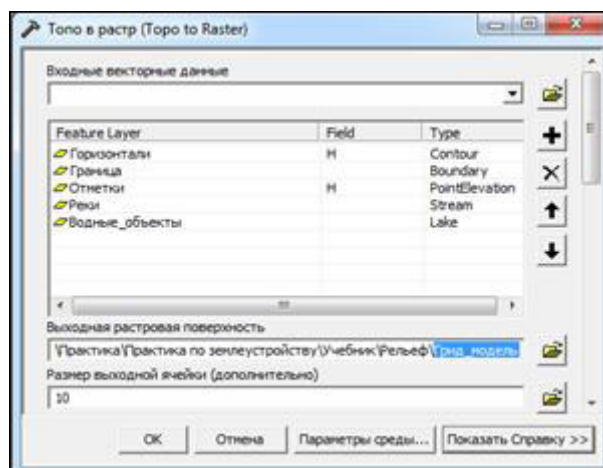 Топо в растр (Topo to Raster)
Входные векторные данные
Feature Layer Field Type
Горизонтали H Contour
Граница Boundary
Отметки H PointElevation
Реки Stream
Водные_объекты Lake
Выходная растровая поверхность
\Практика\Практика по землеустройству\Учебник\Рельеф\Грид_модель
Размер выходной ячейки (дополнительно)
10
OK Отмена Параметры среды... Показать Справку >>